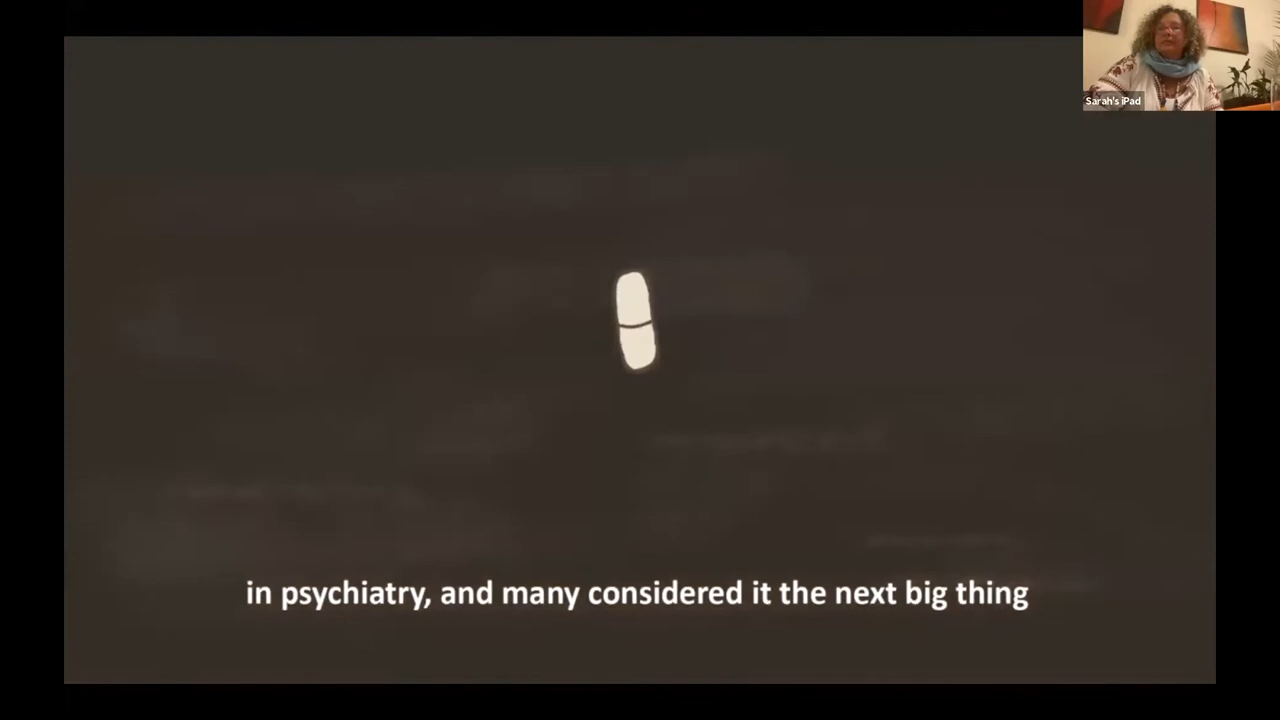 Sarah's iPad
in psychiatry, and many considered it the next big thing